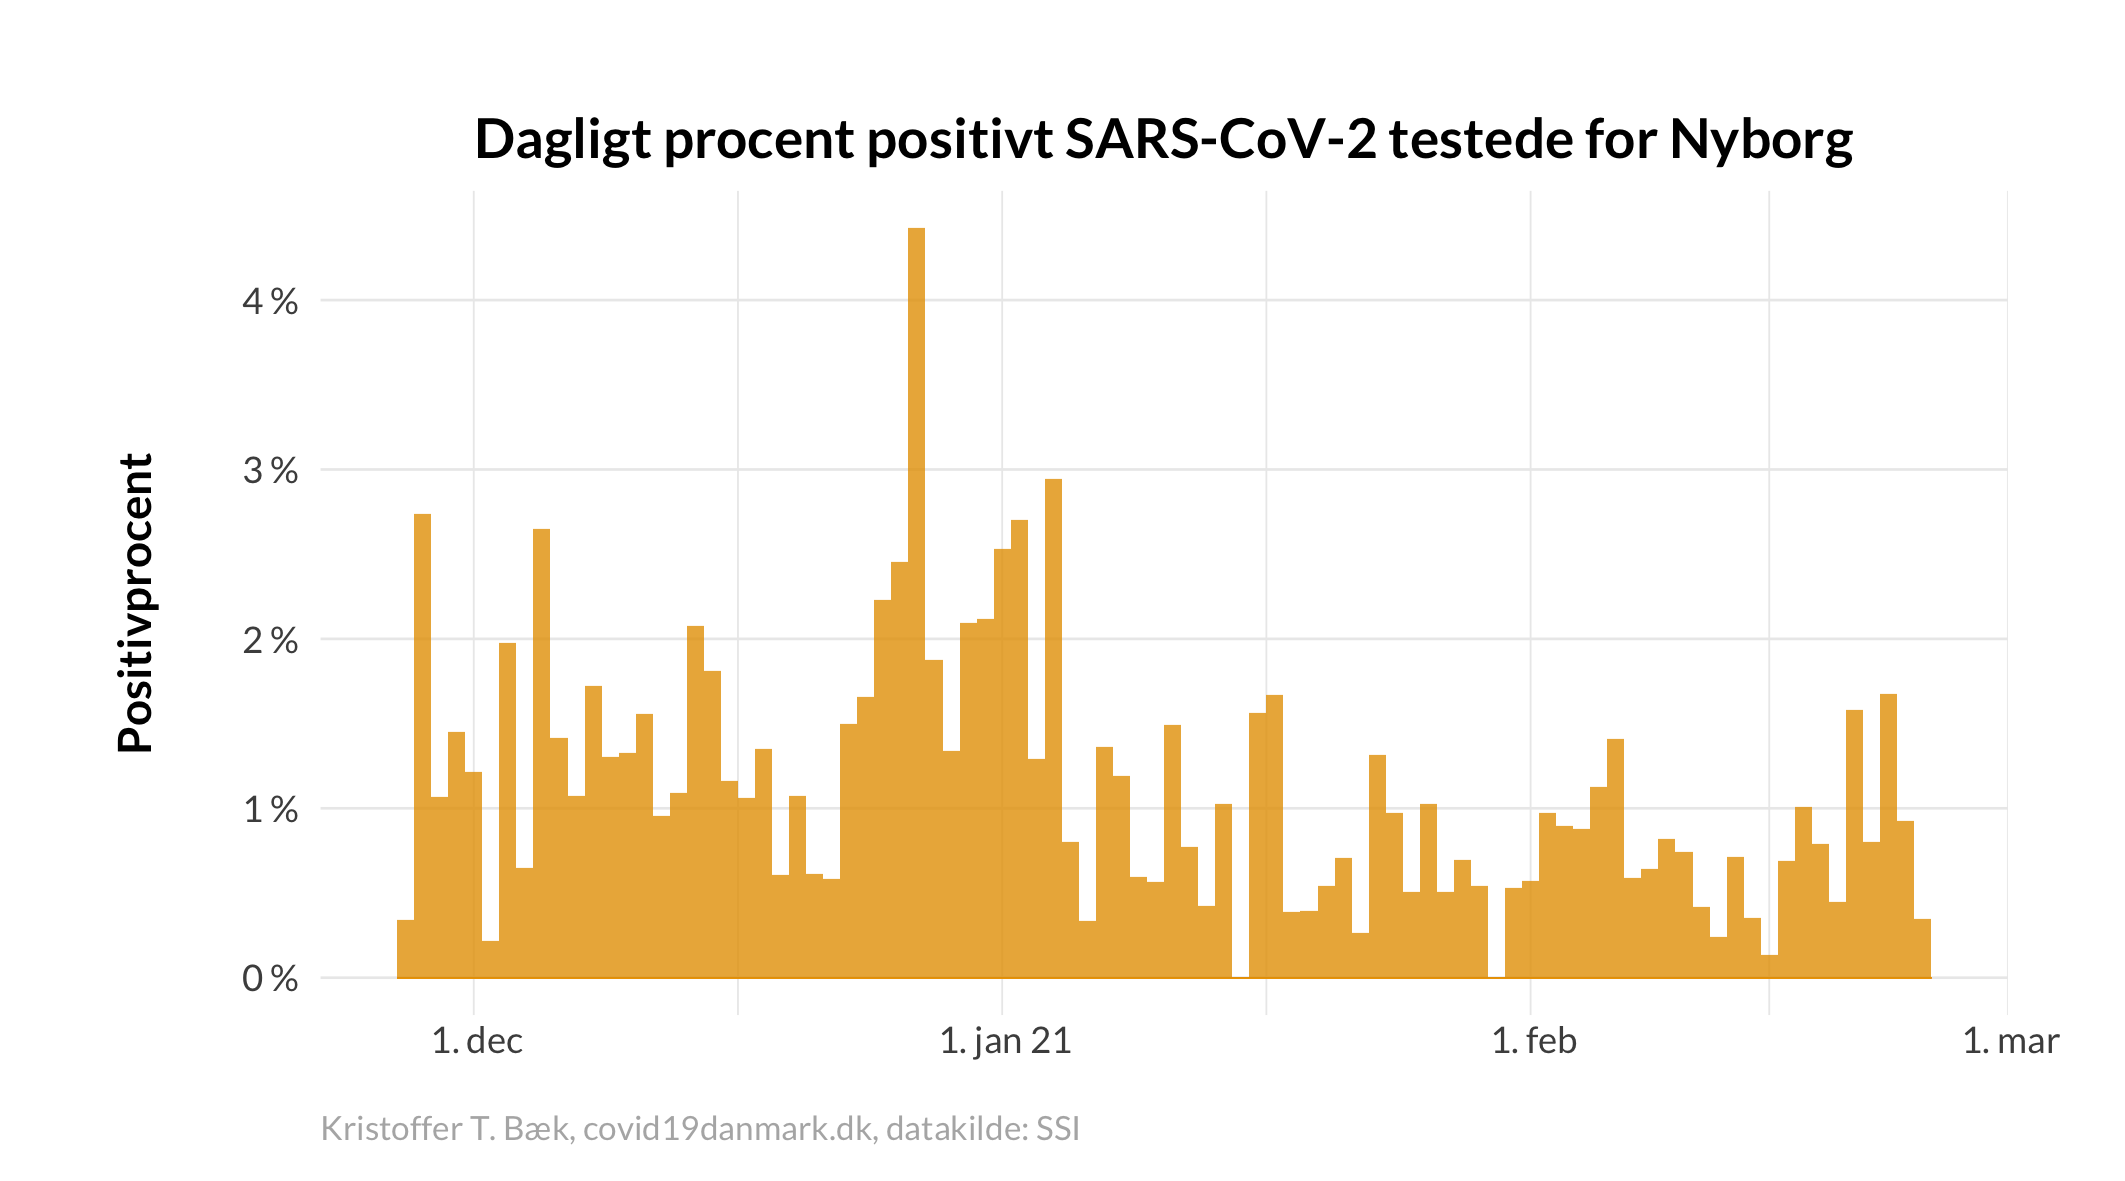 Dagligt procent positivt SARS-CoV-2 testede for Nyborg
Positivprocent
4 %
3 %
2 %
1 %
0 %
1. dec
1. jan 21
1. feb
1. mar
Kristoffer T. Bæk, covid19danmark.dk, datakilde: SSI